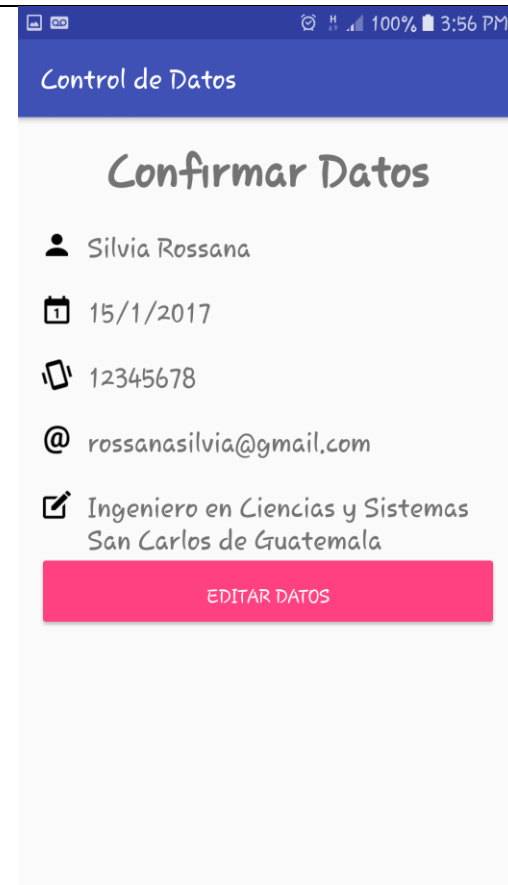 100% 3:56 PM
Control de Datos
Confirmar Datos
Silvia Rossana
1 15/1/2017
12345678
@ rossanasilvia@gmail.com
Ingeniero en Ciencias y Sistemas
San Carlos de Guatemala
EDITAR DATOS